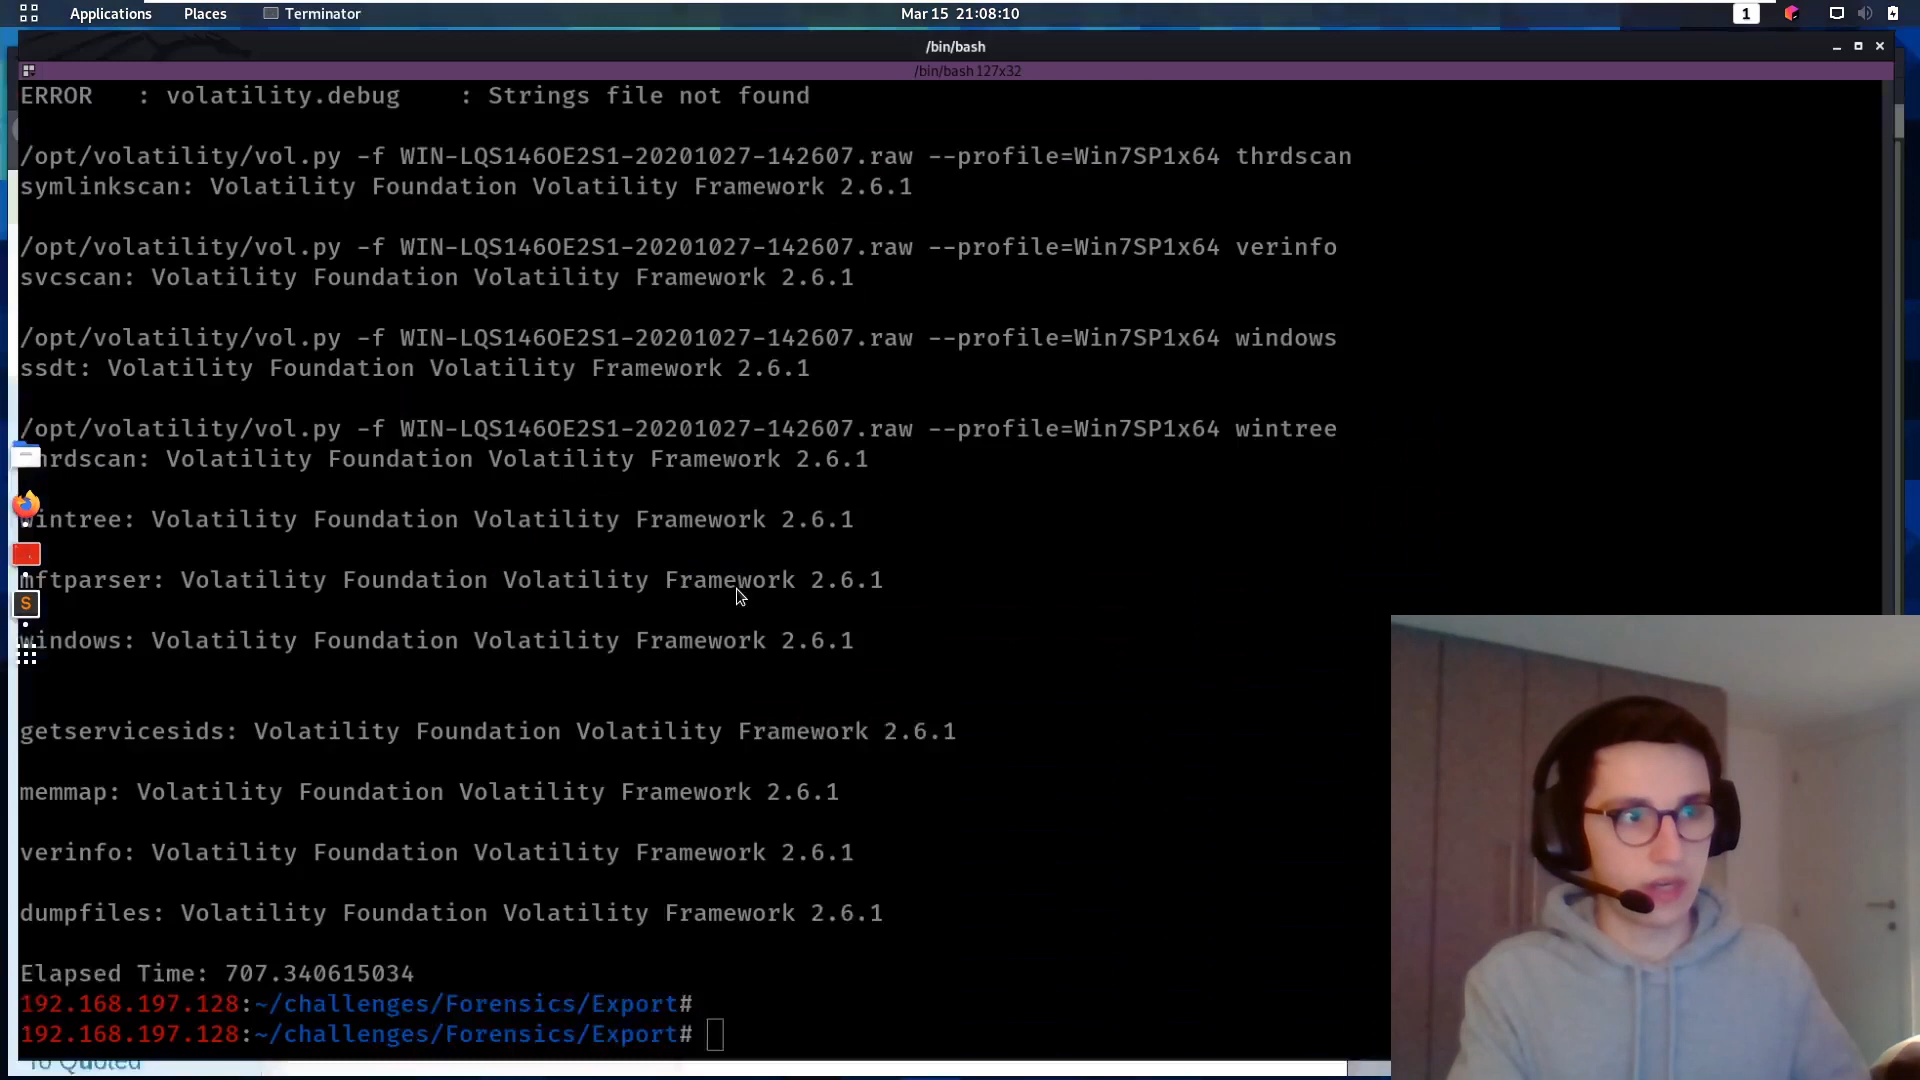 Applications Places Terminator Mar 15 21:08:10 1
/bin/bash
/bin/bash 127x32
ERROR : volatility.debug : Strings file not found
/opt/volatility/vol.py -f WIN-LQS146OE2S1-20201027-142607.raw --profile=Win7SP1x64 thrdscan
symlinkscan: Volatility Foundation Volatility Framework 2.6.1
/opt/volatility/vol.py -f WIN-LQS146OE2S1-20201027-142607.raw --profile=Win7SP1x64 verinfo
svcscan: Volatility Foundation Volatility Framework 2.6.1
/opt/volatility/vol.py -f WIN-LQS146OE2S1-20201027-142607.raw --profile=Win7SP1x64 windows
ssdt: Volatility Foundation Volatility Framework 2.6.1
/opt/volatility/vol.py -f WIN-LQS146OE2S1-20201027-142607.raw --profile=Win7SP1x64 wintree
thrdscan: Volatility Foundation Volatility Framework 2.6.1
wintree: Volatility Foundation Volatility Framework 2.6.1
mftparser: Volatility Foundation Volatility Framework 2.6.1
S
windows: Volatility Foundation Volatility Framework 2.6.1
getservicesids: Volatility Foundation Volatility Framework 2.6.1
memmap: Volatility Foundation Volatility Framework 2.6.1
verinfo: Volatility Foundation Volatility Framework 2.6.1
dumpfiles: Volatility Foundation Volatility Framework 2.6.1
Elapsed Time: 707.340615034
192.168.197.128:~/challenges/Forensics/Export#
192.168.197.128:~/challenges/Forensics/Export#
To Quoted